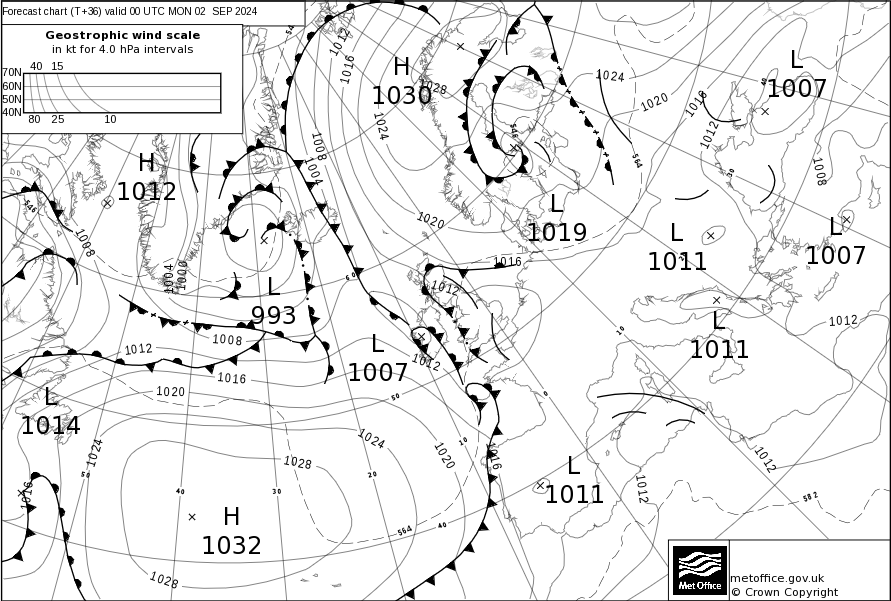 Forecast chart (T+36) valid 00 UTC MON 02 SEP 2024
Geostrophic wind scale
in kt for 4.0 hPa intervals
40 15
70N
60N
50N
40N
80 25 10
H
1030
L
1007
H
1012
L
1019
L
1011
L
1007
L
993
L
1007
L
1011
L
1014
L
1011
H
1032
1012
1016
1028
1024
1024
1020
1016
1012
1008
1008
1004
1020
1016
1012
1008
1004
1000
1008
1012
1016
1020
1012
1012
1024
1028
1024
1020
1016
1016
1012
1012
1028
546
546
564
564
582
60
50
50
40
30
20
10
40
10
0
30
metoffice.gov.uk
© Crown Copyright
Met Office